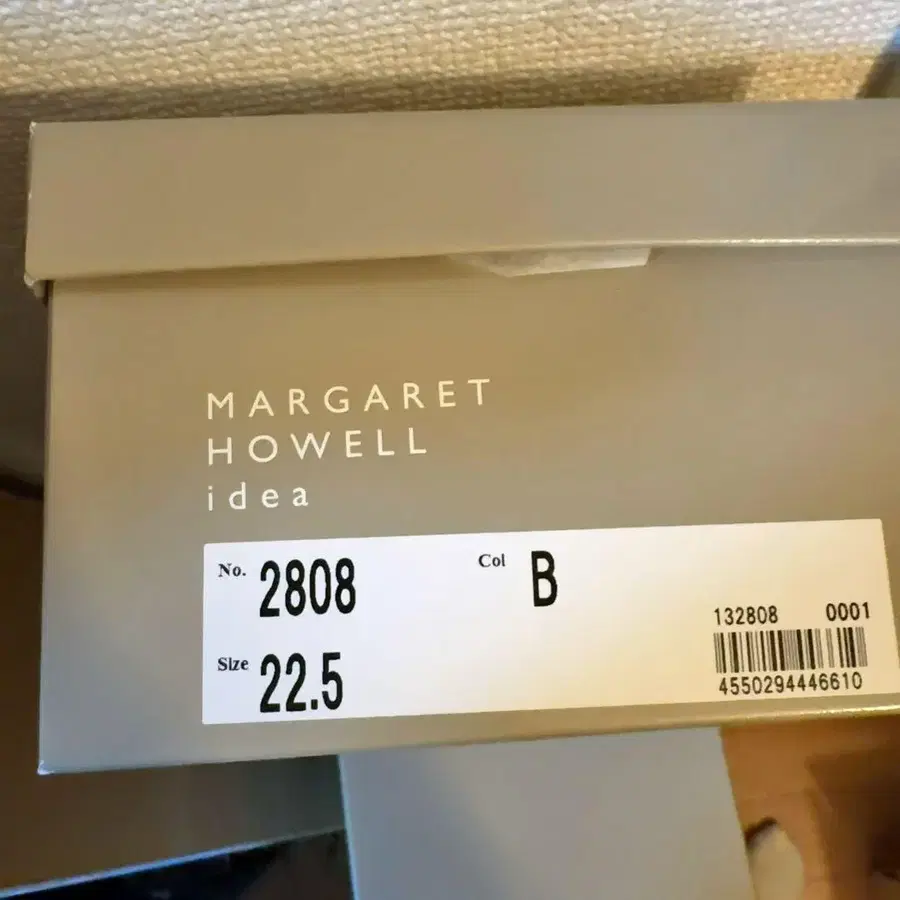 MARGARET
HOWELL
idea
No. 2808 Col B
Size 22.5
132808 0001
4550294446610